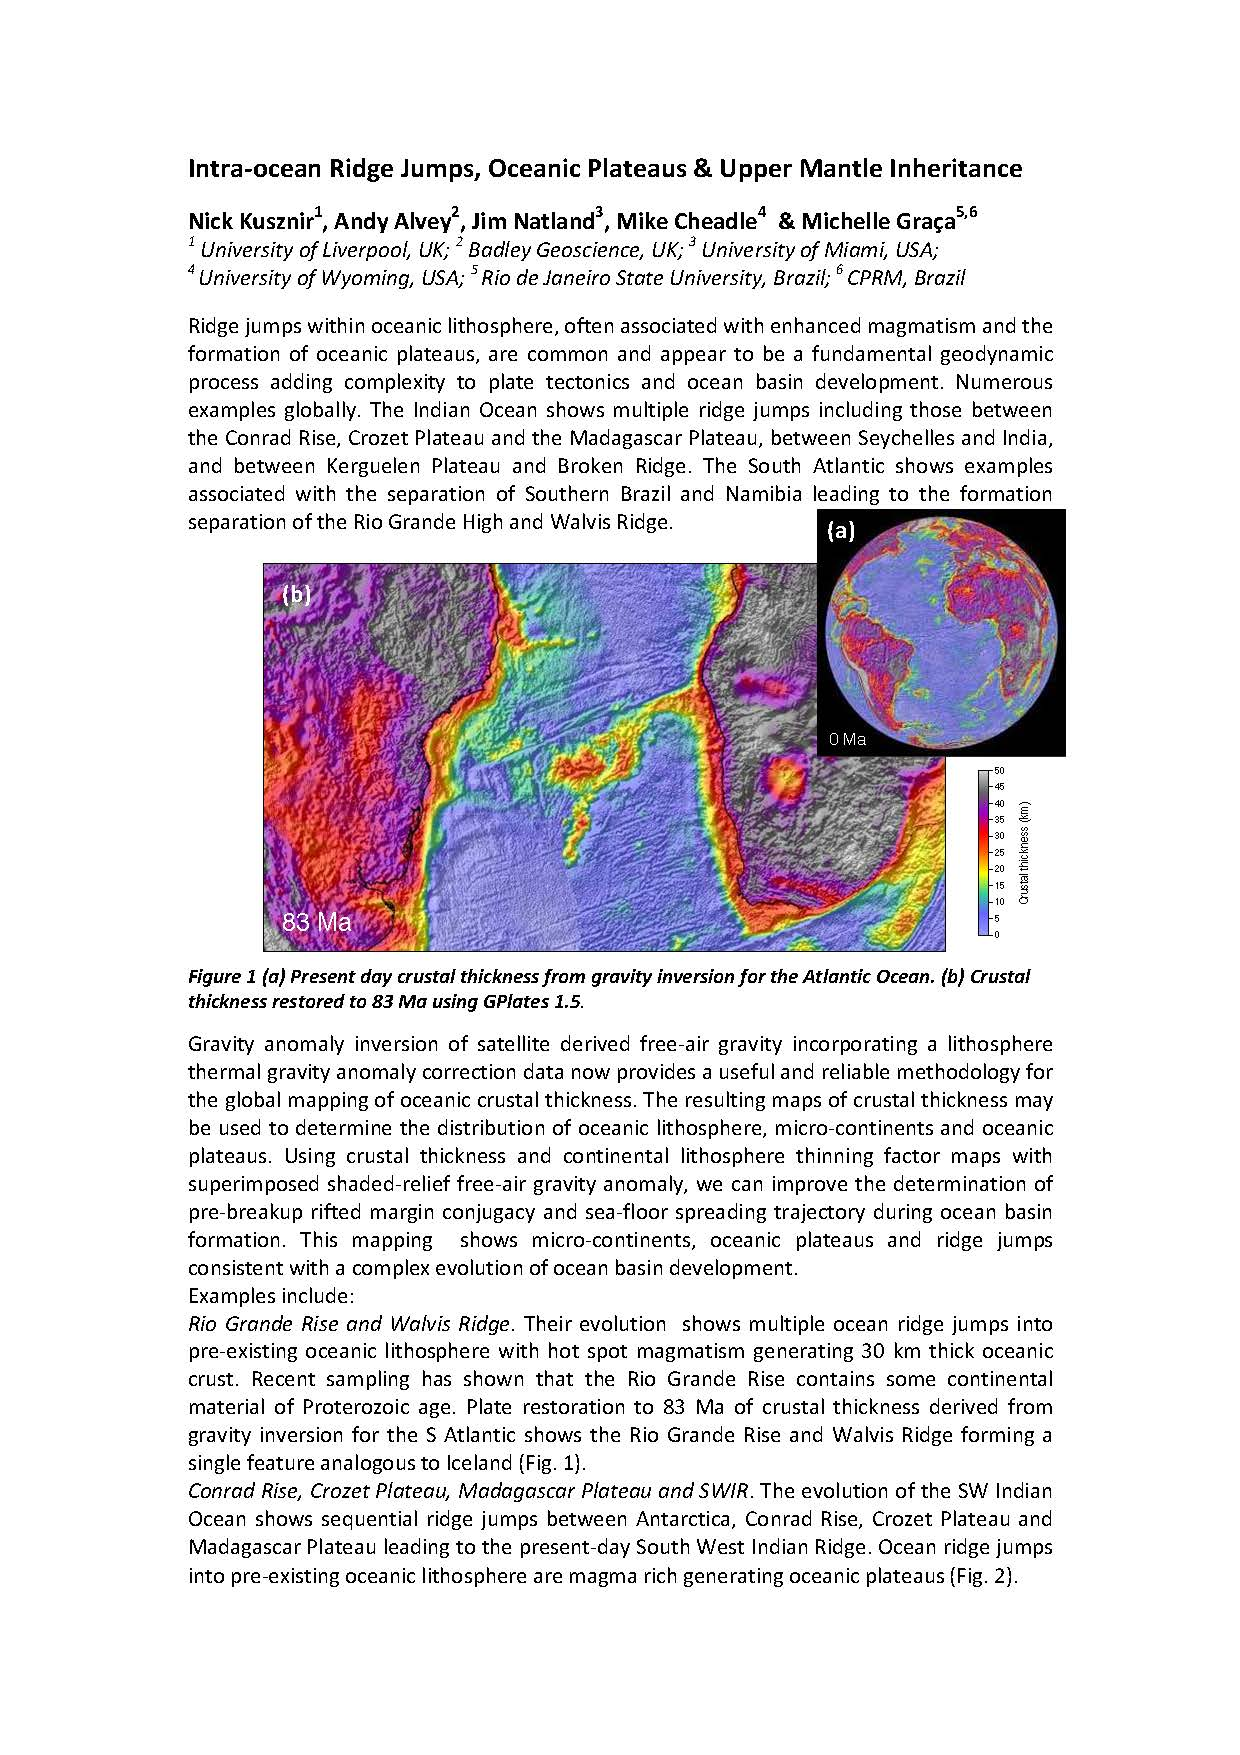 Intra-ocean Ridge Jumps, Oceanic Plateaus & Upper Mantle Inheritance
Nick Kusznir1, Andy Alvey2, Jim Natland3, Mike Cheadle4 & Michelle Graça5,6
1 University of Liverpool, UK; 2 Badley Geoscience, UK; 3 University of Miami, USA;
4 University of Wyoming, USA; 5 Rio de Janeiro State University, Brazil; 6 CPRM, Brazil
Ridge jumps within oceanic lithosphere, often associated with enhanced magmatism and the
formation of oceanic plateaus, are common and appear to be a fundamental geodynamic
process adding complexity to plate tectonics and ocean basin development. Numerous
examples globally. The Indian Ocean shows multiple ridge jumps including those between
the Conrad Rise, Crozet Plateau and the Madagascar Plateau, between Seychelles and India,
and between Kerguelen Plateau and Broken Ridge. The South Atlantic shows examples
associated with the separation of Southern Brazil and Namibia leading to the formation
separation of the Rio Grande High and Walvis Ridge.
(a)
(b)
0 Ma
50
45
40
35
30
25
20
15
10
5
0
Crustal thickness (km)
83 Ma
Figure 1 (a) Present day crustal thickness from gravity inversion for the Atlantic Ocean. (b) Crustal
thickness restored to 83 Ma using GPlates 1.5.
Gravity anomaly inversion of satellite derived free-air gravity incorporating a lithosphere
thermal gravity anomaly correction data now provides a useful and reliable methodology for
the global mapping of oceanic crustal thickness. The resulting maps of crustal thickness may
be used to determine the distribution of oceanic lithosphere, micro-continents and oceanic
plateaus. Using crustal thickness and continental lithosphere thinning factor maps with
superimposed shaded-relief free-air gravity anomaly, we can improve the determination of
pre-breakup rifted margin conjugacy and sea-floor spreading trajectory during ocean basin
formation. This mapping shows micro-continents, oceanic plateaus and ridge jumps
consistent with a complex evolution of ocean basin development.
Examples include:
Rio Grande Rise and Walvis Ridge. Their evolution shows multiple ocean ridge jumps into
pre-existing oceanic lithosphere with hot spot magmatism generating 30 km thick oceanic
crust. Recent sampling has shown that the Rio Grande Rise contains some continental
material of Proterozoic age. Plate restoration to 83 Ma of crustal thickness derived from
gravity inversion for the S Atlantic shows the Rio Grande Rise and Walvis Ridge forming a
single feature analogous to Iceland (Fig. 1).
Conrad Rise, Crozet Plateau, Madagascar Plateau and SWIR. The evolution of the SW Indian
Ocean shows sequential ridge jumps between Antarctica, Conrad Rise, Crozet Plateau and
Madagascar Plateau leading to the present-day South West Indian Ridge. Ocean ridge jumps
into pre-existing oceanic lithosphere are magma rich generating oceanic plateaus (Fig. 2).